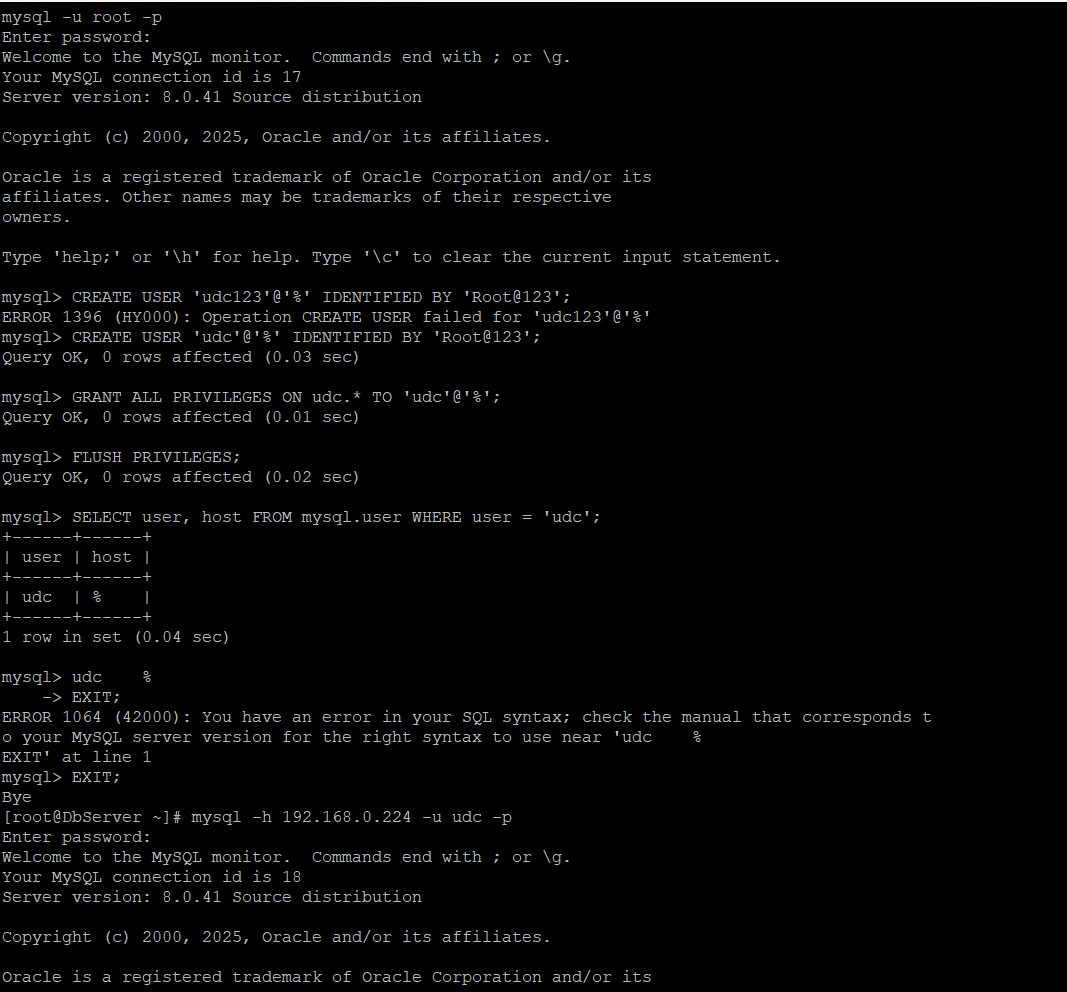 mysql -u root -p
Enter password:
Welcome to the MySQL monitor.  Commands end with ; or \g.
Your MySQL connection id is 17
Server version: 8.0.41 Source distribution

Copyright (c) 2000, 2025, Oracle and/or its affiliates.

Oracle is a registered trademark of Oracle Corporation and/or its
affiliates. Other names may be trademarks of their respective
owners.

Type 'help;' or '\h' for help. Type '\c' to clear the current input statement.

mysql> CREATE USER 'udc123'@'%' IDENTIFIED BY 'Root@123';
ERROR 1396 (HY000): Operation CREATE USER failed for 'udc123'@'%'
mysql> CREATE USER 'udc'@'%' IDENTIFIED BY 'Root@123';
Query OK, 0 rows affected (0.03 sec)

mysql> GRANT ALL PRIVILEGES ON udc.* TO 'udc'@'%';
Query OK, 0 rows affected (0.01 sec)

mysql> FLUSH PRIVILEGES;
Query OK, 0 rows affected (0.02 sec)

mysql> SELECT user, host FROM mysql.user WHERE user = 'udc';
+------+------+
| user | host |
+------+------+
| udc  | %    |
+------+------+
1 row in set (0.04 sec)

mysql> udc    %
    -> EXIT;
ERROR 1064 (42000): You have an error in your SQL syntax; check the manual that corresponds t
o your MySQL server version for the right syntax to use near 'udc    %
EXIT' at line 1
mysql> EXIT;
Bye
[root@DbServer ~]# mysql -h 192.168.0.224 -u udc -p
Enter password:
Welcome to the MySQL monitor.  Commands end with ; or \g.
Your MySQL connection id is 18
Server version: 8.0.41 Source distribution

Copyright (c) 2000, 2025, Oracle and/or its affiliates.

Oracle is a registered trademark of Oracle Corporation and/or its